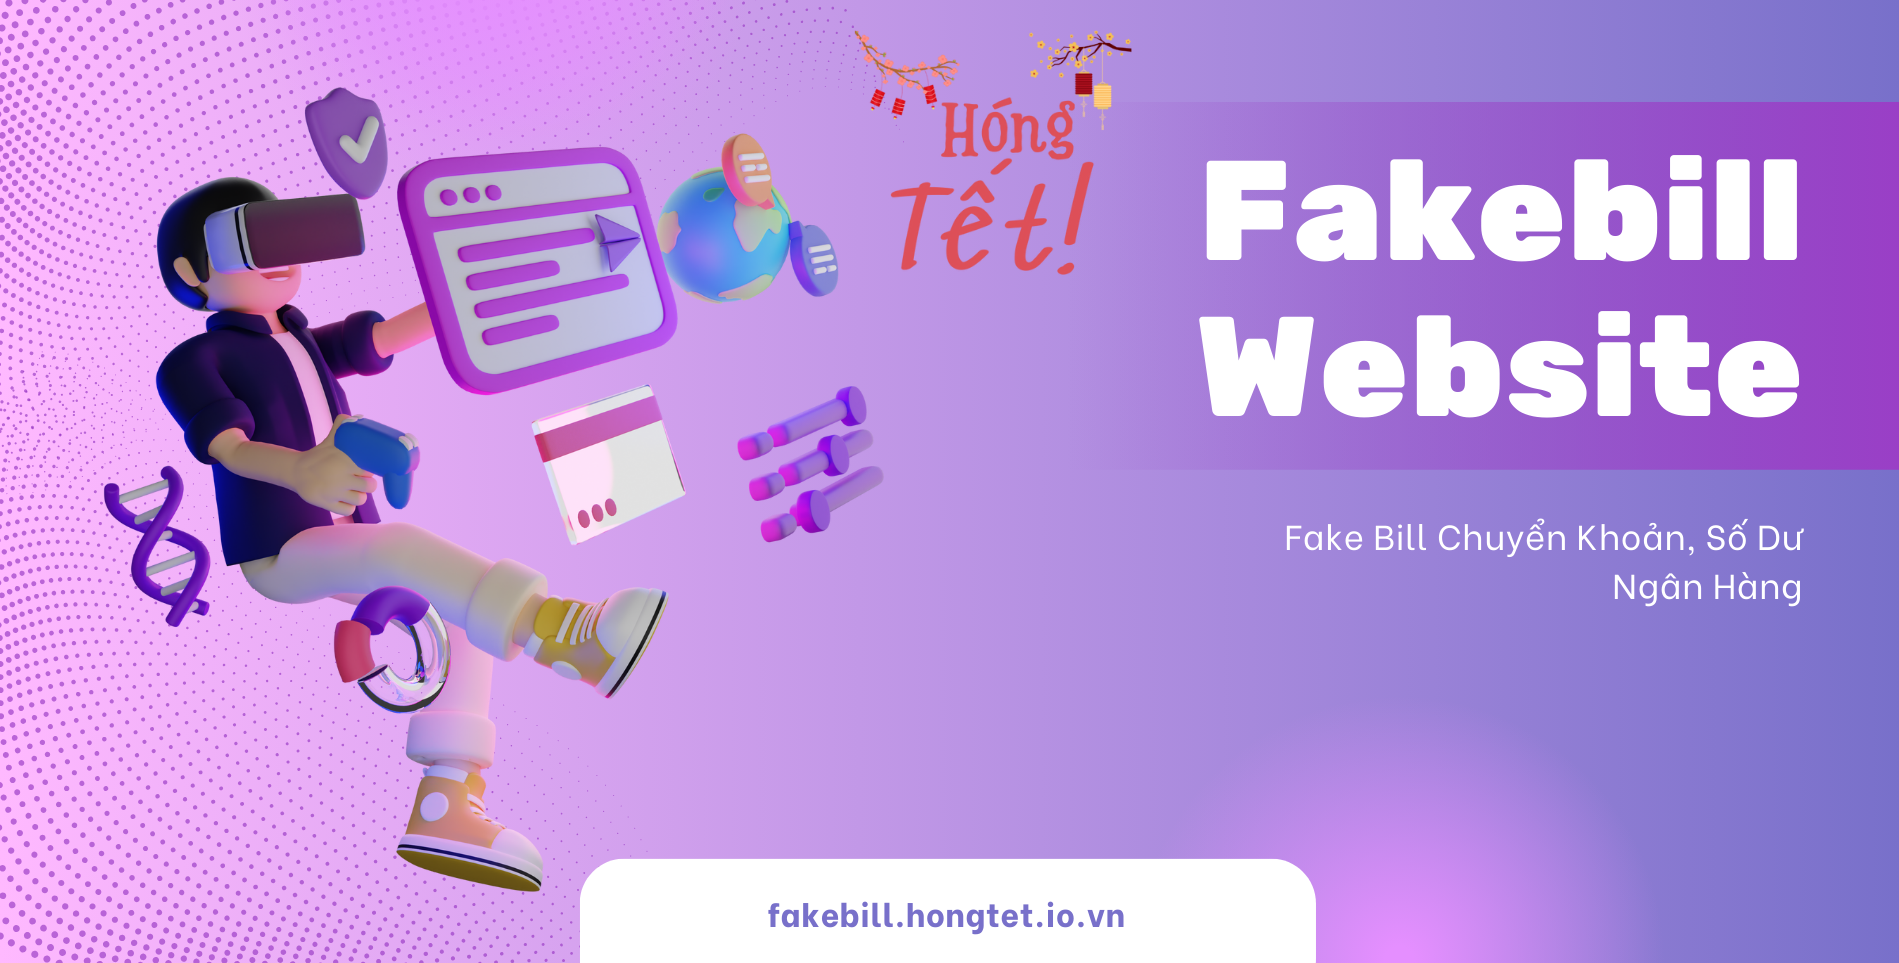 Hóng
Tết!
Fakebill
Website
Fake Bill Chuyển Khoản, Số Dư
Ngân Hàng
fakebill.hongtet.io.vn